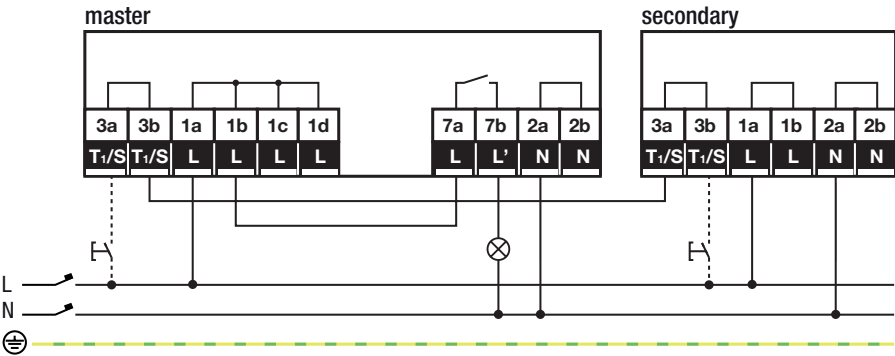 master secondary
3a 3b 1a 1b 1c 1d 7a 7b 2a 2b 3a 3b 1a 1b 2a 2b
T1/S T1/S L L L L L L’ N N T1/S T1/S L L N N
L
N